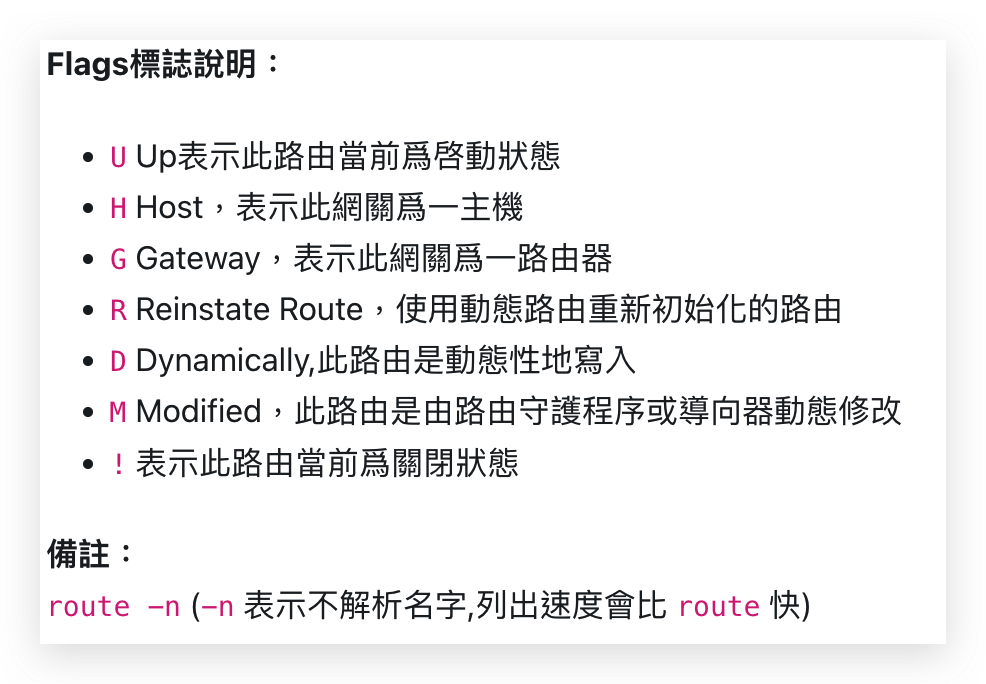 Flags標誌說明：
• U Up表示此路由當前爲啓動狀態
• H Host，表示此網關爲一主機
• G Gateway，表示此網關爲一路由器
• R Reinstate Route，使用動態路由重新初始化的路由
• D Dynamically,此路由是動態性地寫入
• M Modified，此路由是由路由守護程序或導向器動態修改
• ! 表示此路由當前爲關閉狀態
備註：
route -n (-n 表示不解析名字,列出速度會比 route 快)